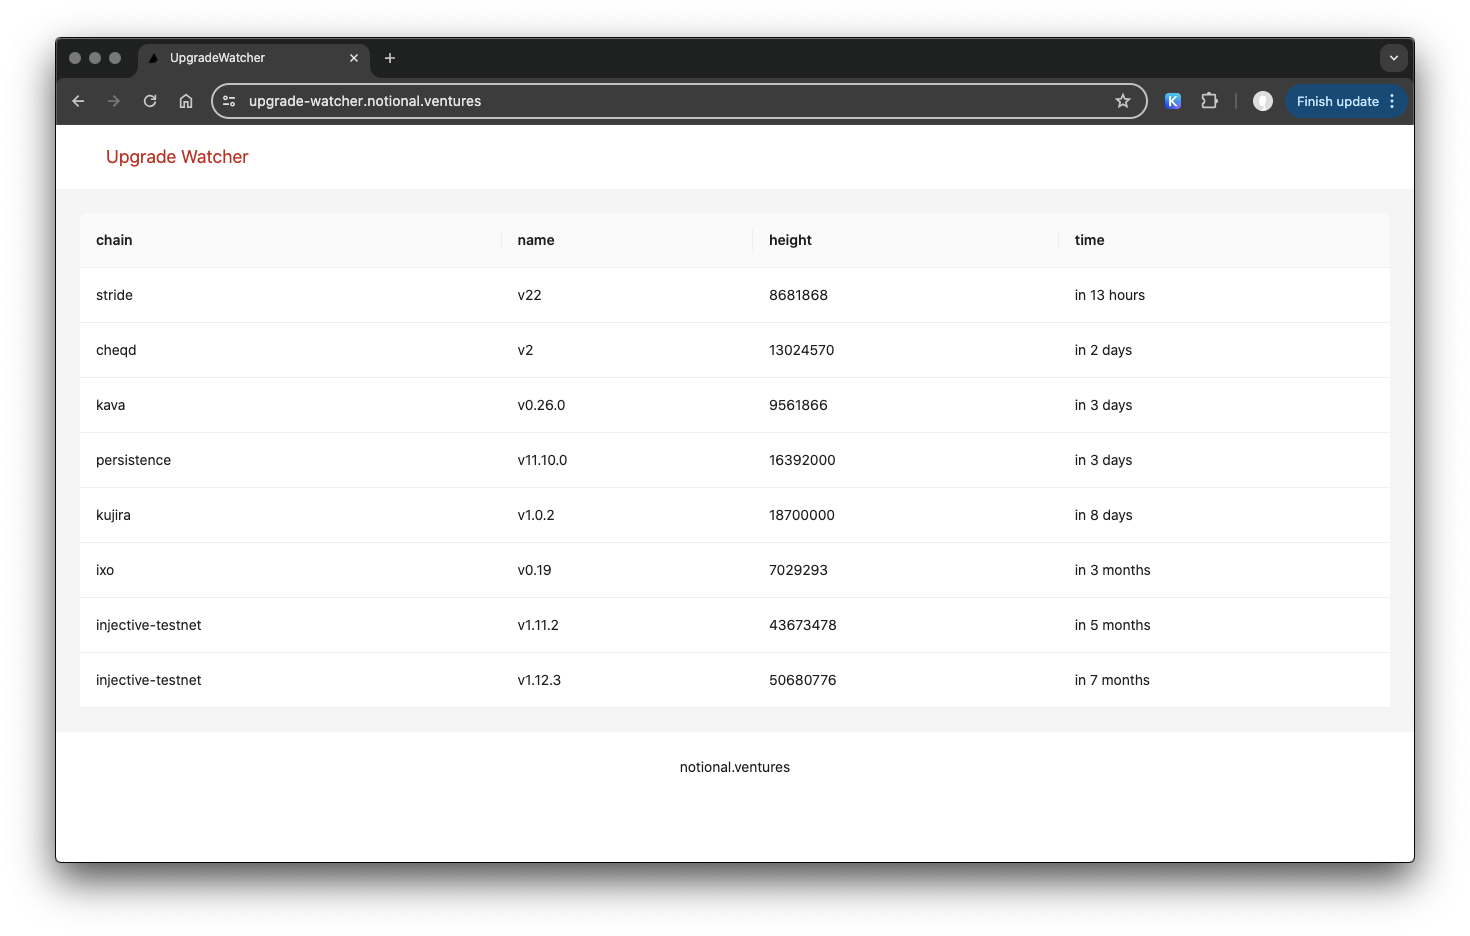 UpgradeWatcher
upgrade-watcher.notional.ventures
K
Finish update
Upgrade Watcher
chain name height time
stride v22 8681868 in 13 hours
cheqd v2 13024570 in 2 days
kava v0.26.0 9561866 in 3 days
persistence v11.10.0 16392000 in 3 days
kujira v1.0.2 18700000 in 8 days
ixo v0.19 7029293 in 3 months
injective-testnet v1.11.2 43673478 in 5 months
injective-testnet v1.12.3 50680776 in 7 months
notional.ventures